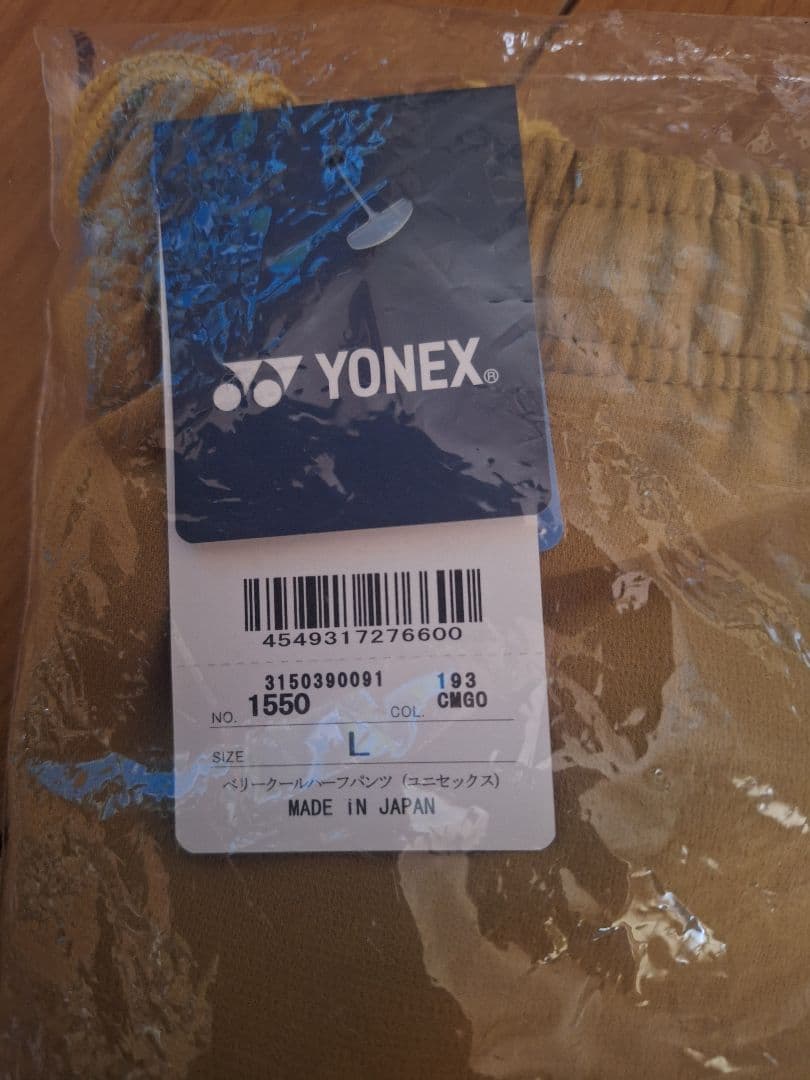 YONEX®
4549317276600
3150390091 193
NO. 1550 COL. CMGO
SIZE L
ベリークールハーフパンツ (ユニセックス)
MADE iN JAPAN